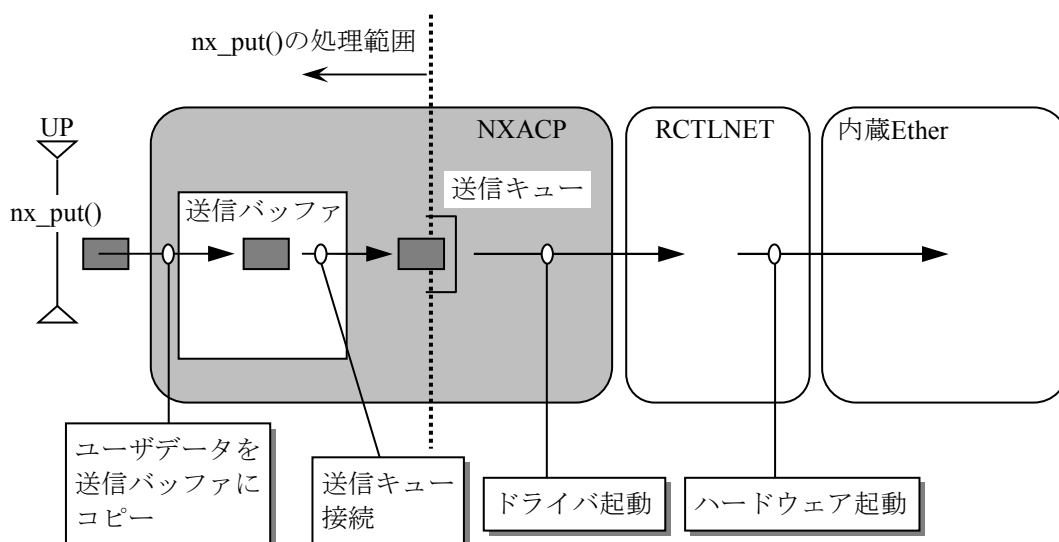 nx_put()の処理範囲
UP
NXACP
RCTLNET
内蔵Ether
送信キュー
nx_put()
送信バッファ
ユーザデータを
送信バッファに
コピー
送信キュー
接続
ドライバ起動
ハードウェア起動